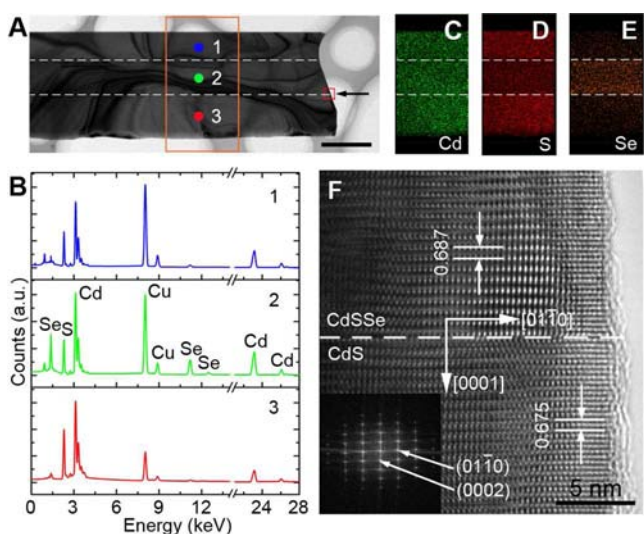 A
1
2
3
C
Cd
D
S
E
Se
B
1
2
3
Se
S
Cd
Cu
Cu
Se
Se
Cd
Cd
Counts (a.u.)
0 3 6 9 12 24 28
Energy (keV)
F
0.687
CdSSe
CdS
[011̄0]
[0001]
0.675
(011̄0)
(0002)
5 nm